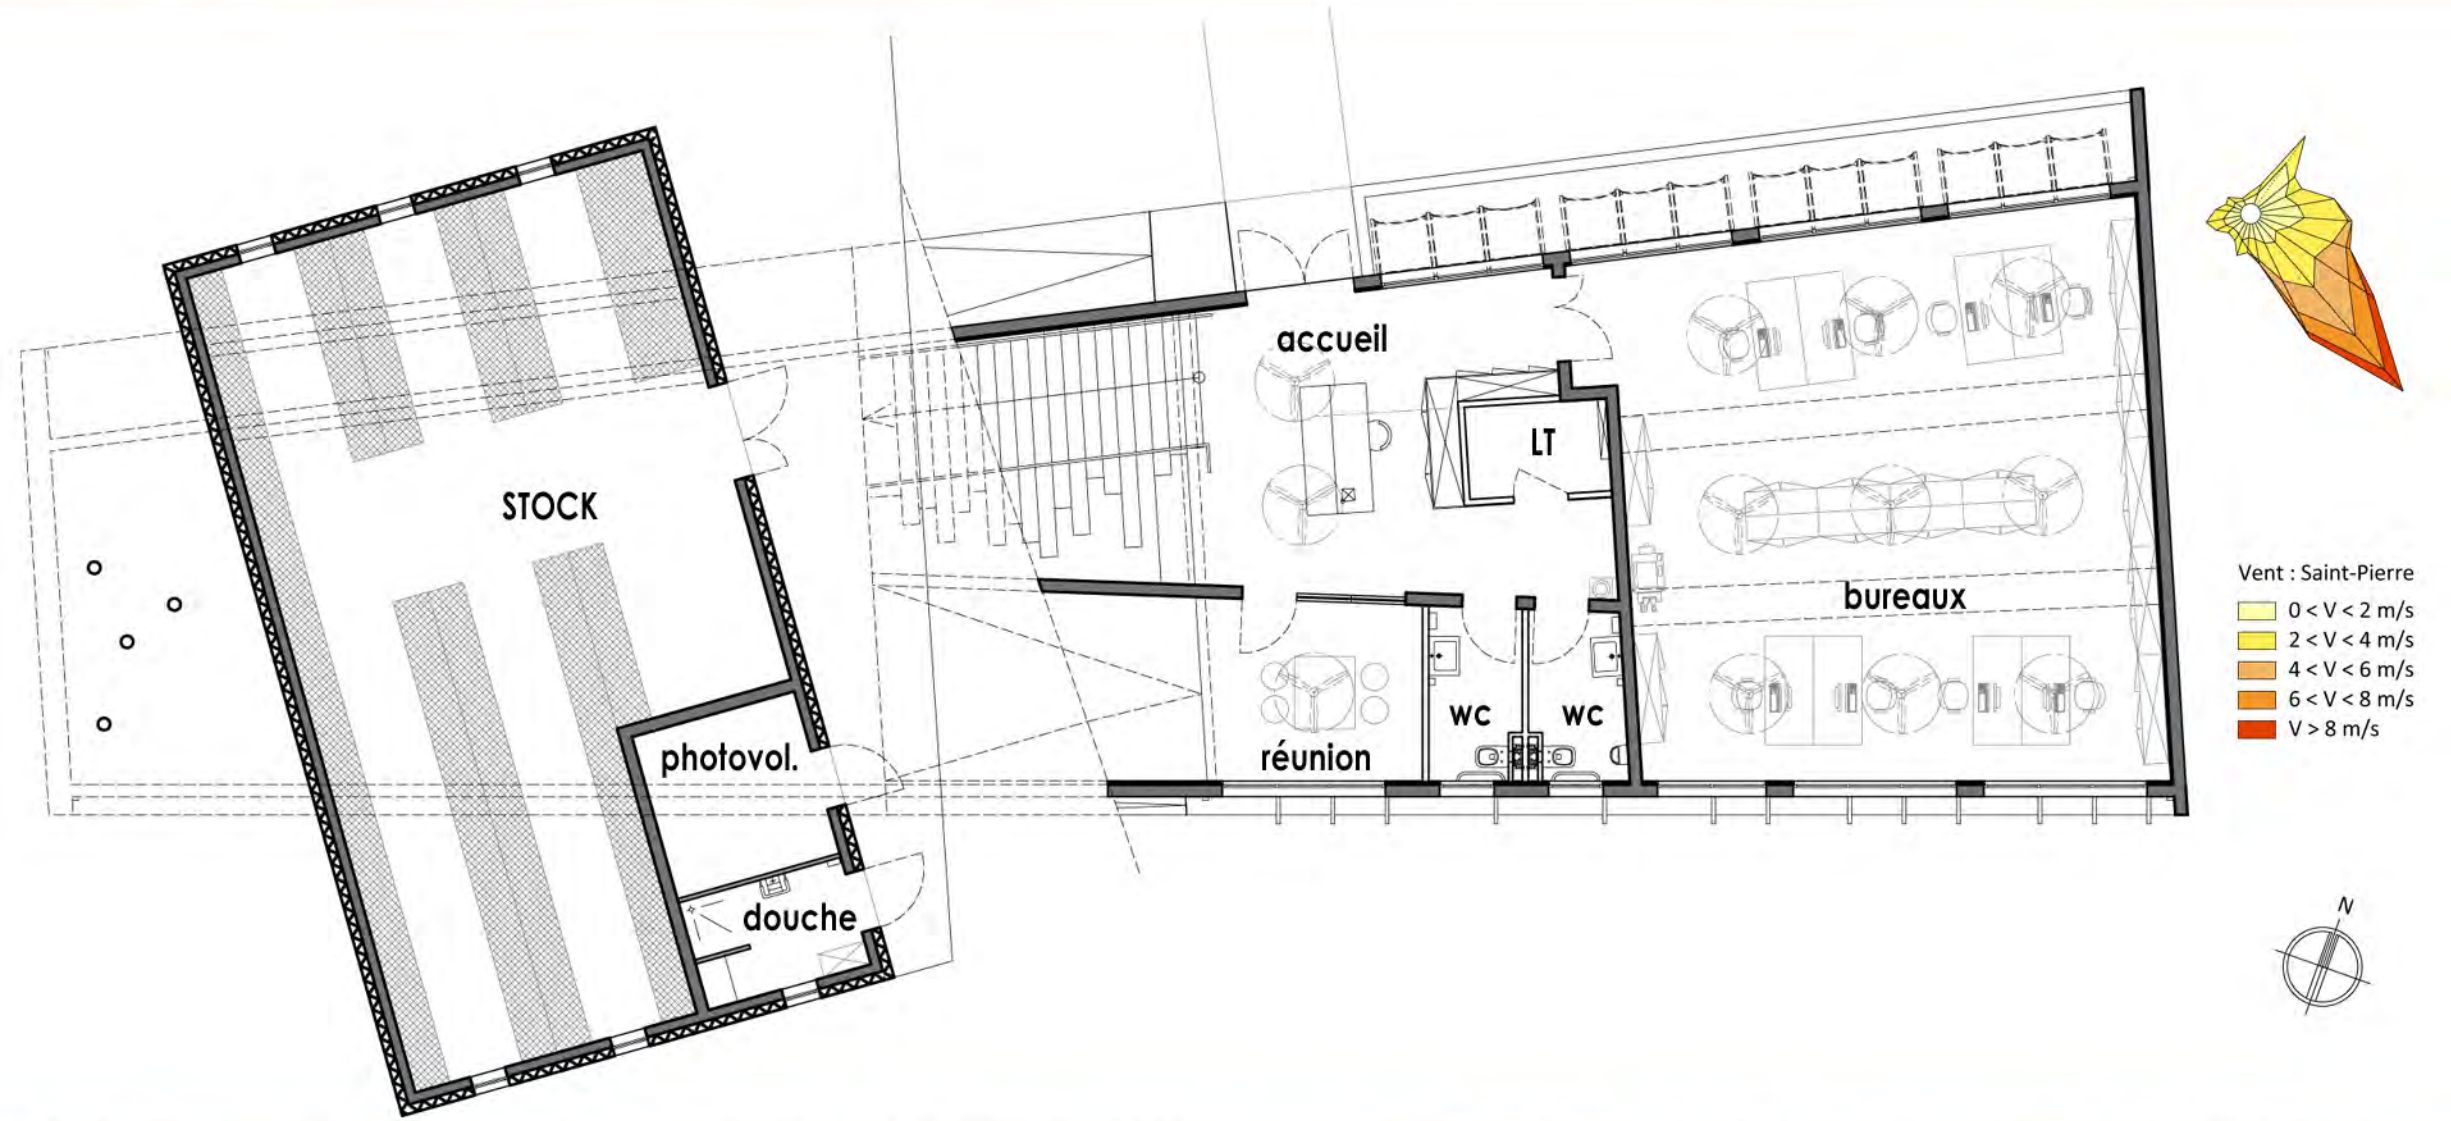 accueil
LT
STOCK
bureaux
photovol.
réunion
wc
wc
douche
Vent : Saint-Pierre
0 < V < 2 m/s
2 < V < 4 m/s
4 < V < 6 m/s
6 < V < 8 m/s
V > 8 m/s
N